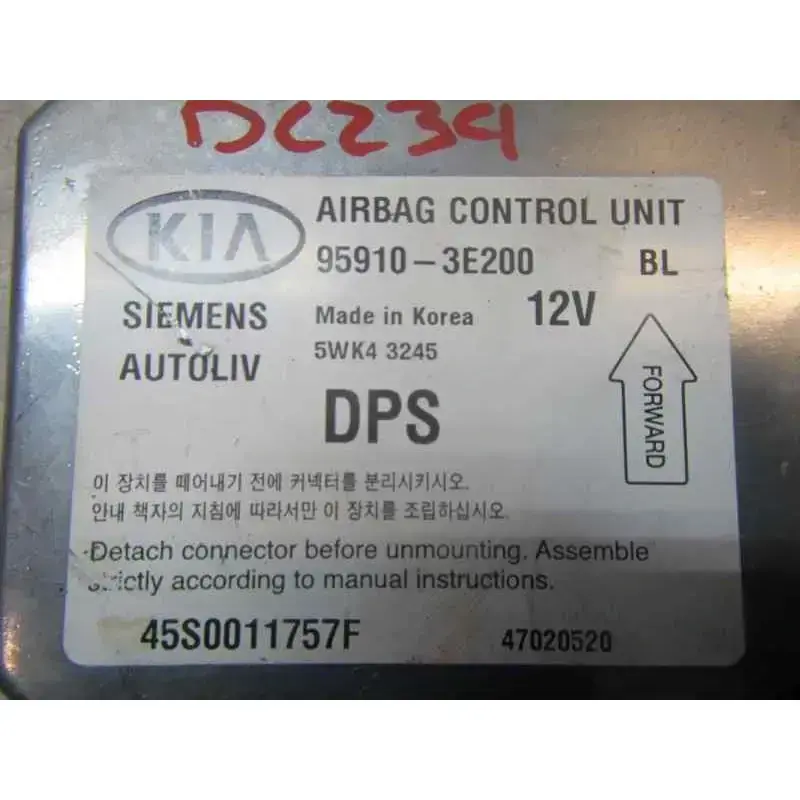 DC239
KIA
AIRBAG CONTROL UNIT
95910-3E200 BL
SIEMENS
AUTOLIV
Made in Korea 12V
5WK4 3245
DPS
FORWARD
이 장치를 떼어내기 전에 커넥터를 분리시키시오.
안내 책자의 지침에 따라서만 이 장치를 조립하십시오.
Detach connector before unmounting. Assemble
strictly according to manual instructions.
45S0011757F 47020520